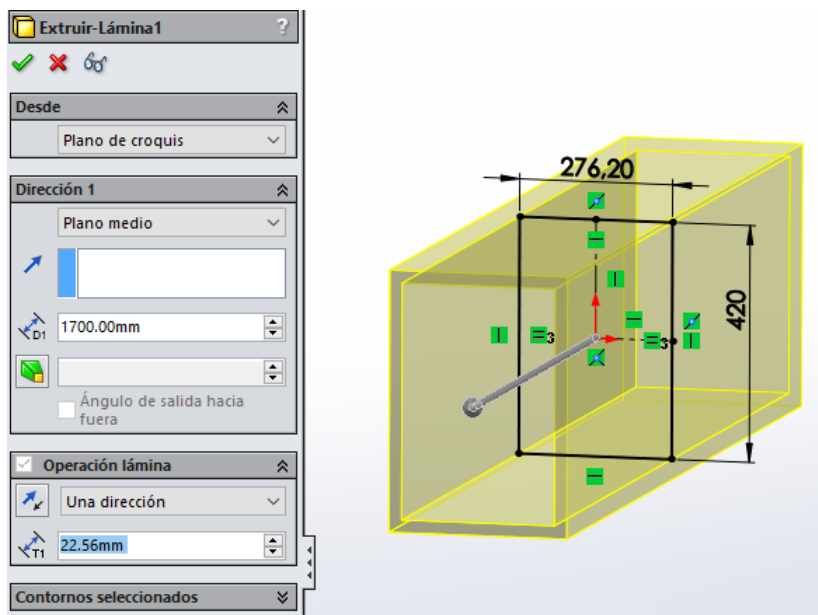 Extruir-Lámina1 ?
Desde
Plano de croquis
Dirección 1
Plano medio
D1 1700.00mm
Ángulo de salida hacia
fuera
Operación lámina
Una dirección
T1 22.56mm
Contornos seleccionados
276,20
420
3
3